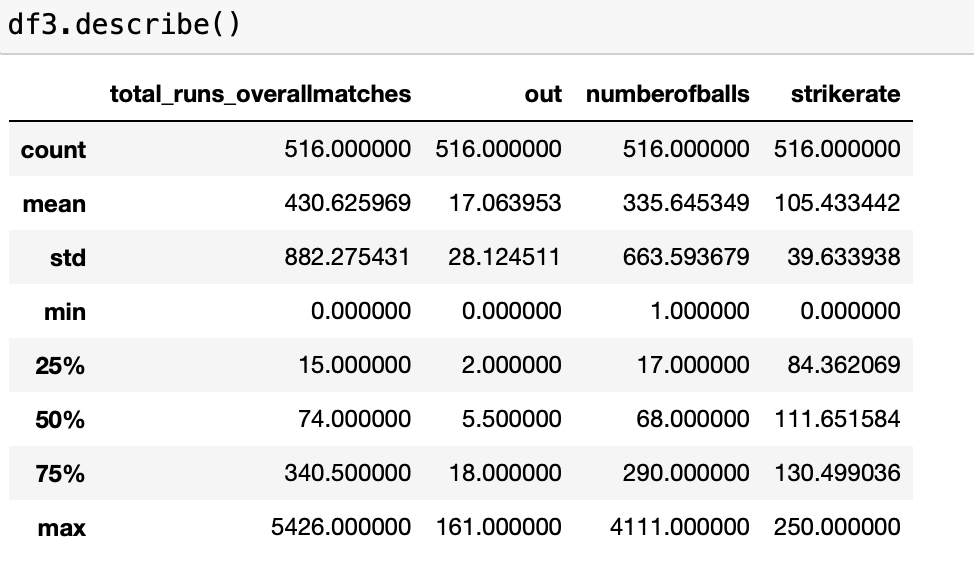 df3.describe()
total_runs_overallmatches out numberofballs strikerate
count 516.000000 516.000000 516.000000 516.000000
mean 430.625969 17.063953 335.645349 105.433442
std 882.275431 28.124511 663.593679 39.633938
min 0.000000 0.000000 1.000000 0.000000
25% 15.000000 2.000000 17.000000 84.362069
50% 74.000000 5.500000 68.000000 111.651584
75% 340.500000 18.000000 290.000000 130.499036
max 5426.000000 161.000000 4111.000000 250.000000